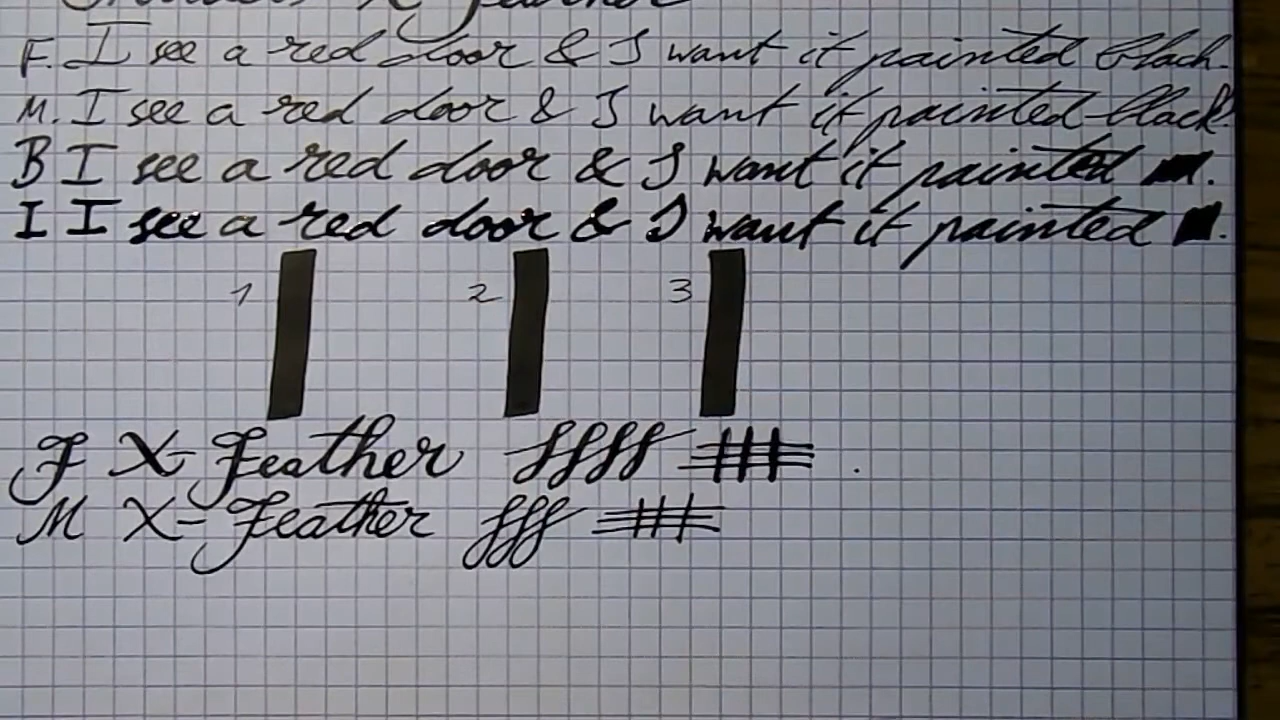 X Feather
F. I see a red door & I want it painted black.
M. I see a red door & I want it painted black.
B I see a red door & I want it painted
I I see a red door & I want it painted
1 2 3
F X-Feather
M X-Feather